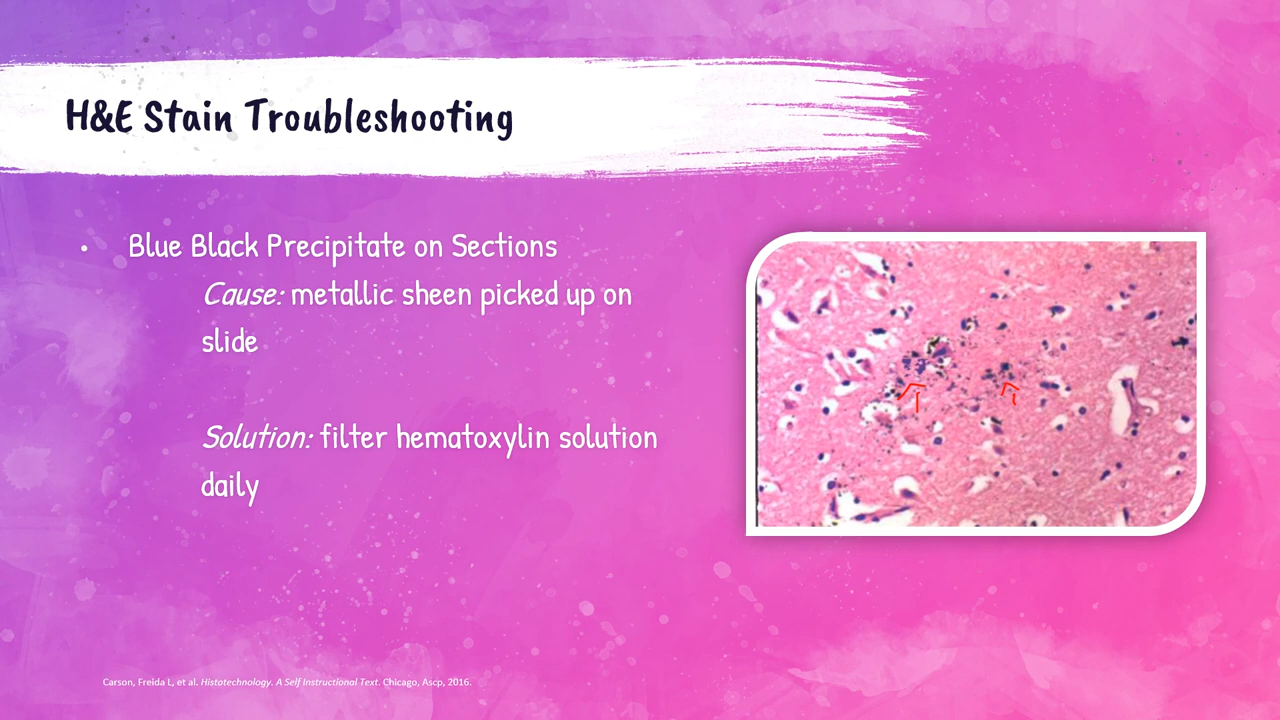 H&E Stain Troubleshooting
• Blue Black Precipitate on Sections
Cause: metallic sheen picked up on
slide
Solution: filter hematoxylin solution
daily
Carson, Freida L, et al. Histotechnology. A Self Instructional Text. Chicago, Ascp, 2016.